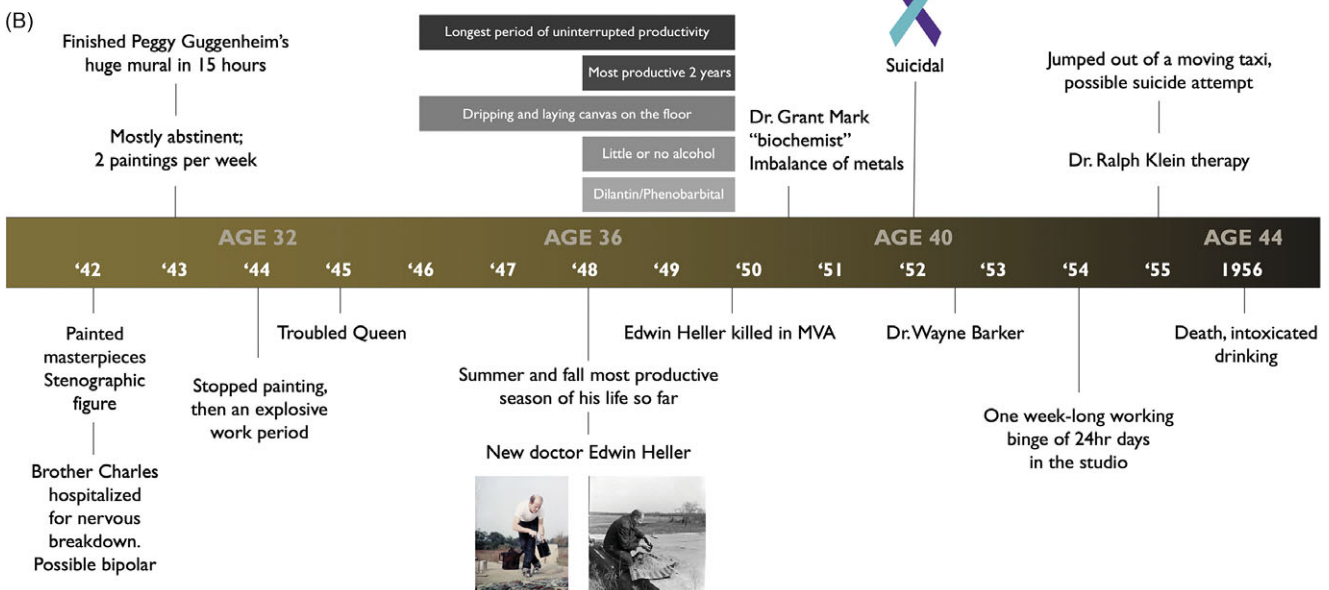 (B)
Finished Peggy Guggenheim’s
huge mural in 15 hours
Mostly abstinent;
2 paintings per week
Longest period of uninterrupted productivity
Most productive 2 years
Dripping and laying canvas on the floor
Little or no alcohol
Dilantin/Phenobarbital
Dr. Grant Mark
“biochemist”
Imbalance of metals
Suicidal
Jumped out of a moving taxi,
possible suicide attempt
Dr. Ralph Klein therapy
AGE 32 AGE 36 AGE 40 AGE 44
‘42 ‘43 ‘44 ‘45 ‘46 ‘47 ‘48 ‘49 ‘50 ‘51 ‘52 ‘53 ‘54 ‘55 1956
Painted
masterpieces
Stenographic
figure
Brother Charles
hospitalized
for nervous
breakdown.
Possible bipolar
Stopped painting,
then an explosive
work period
Troubled Queen
Summer and fall most productive
season of his life so far
New doctor Edwin Heller
Edwin Heller killed in MVA
Dr. Wayne Barker
One week-long working
binge of 24hr days
in the studio
Death, intoxicated
drinking